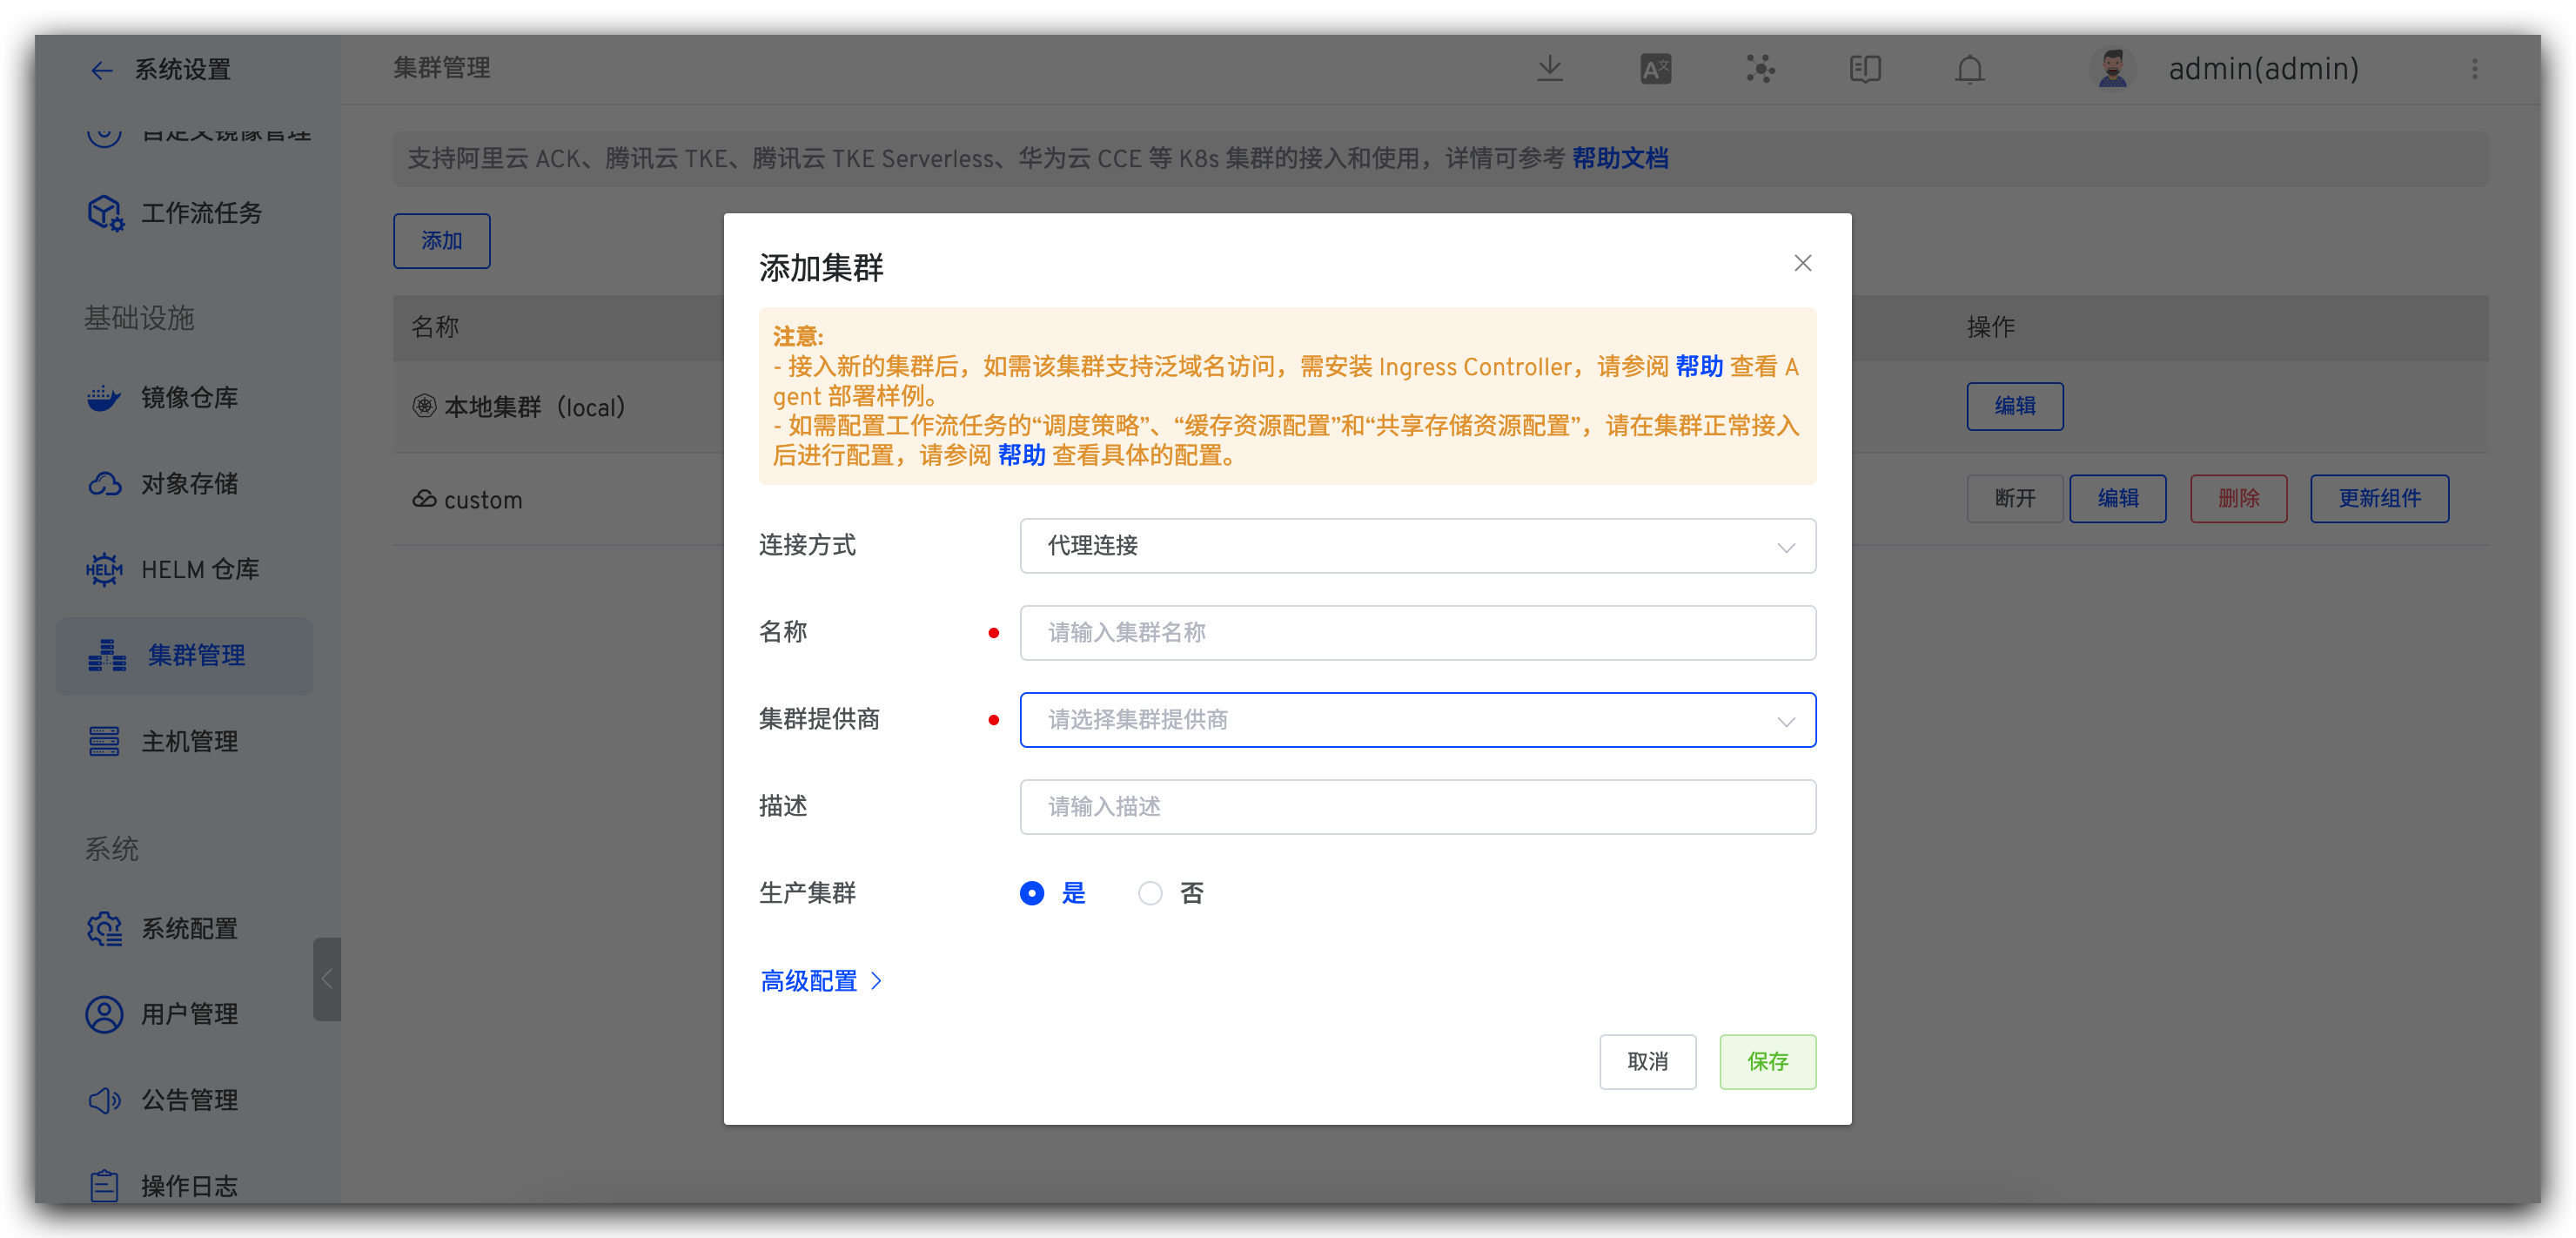 系统设置
自定义镜像管理
工作流任务
基础设施
镜像仓库
对象存储
HELM
HELM 仓库
集群管理
主机管理
系统
系统配置
用户管理
公告管理
操作日志
集群管理
A文
admin(admin)
支持阿里云 ACK、腾讯云 TKE、腾讯云 TKE Serverless、华为云 CCE 等 K8s 集群的接入和使用，详情可参考 帮助文档
添加
名称
操作
本地集群（local）
编辑
custom
断开
编辑
删除
更新组件
添加集群
注意:
- 接入新的集群后，如需该集群支持泛域名访问，需安装 Ingress Controller，请参阅 帮助 查看 A
gent 部署样例。
- 如需配置工作流任务的“调度策略”、“缓存资源配置”和“共享存储资源配置”，请在集群正常接入
后进行配置，请参阅 帮助 查看具体的配置。
连接方式
代理连接
名称
请输入集群名称
集群提供商
请选择集群提供商
描述
请输入描述
生产集群
是
否
高级配置
取消
保存